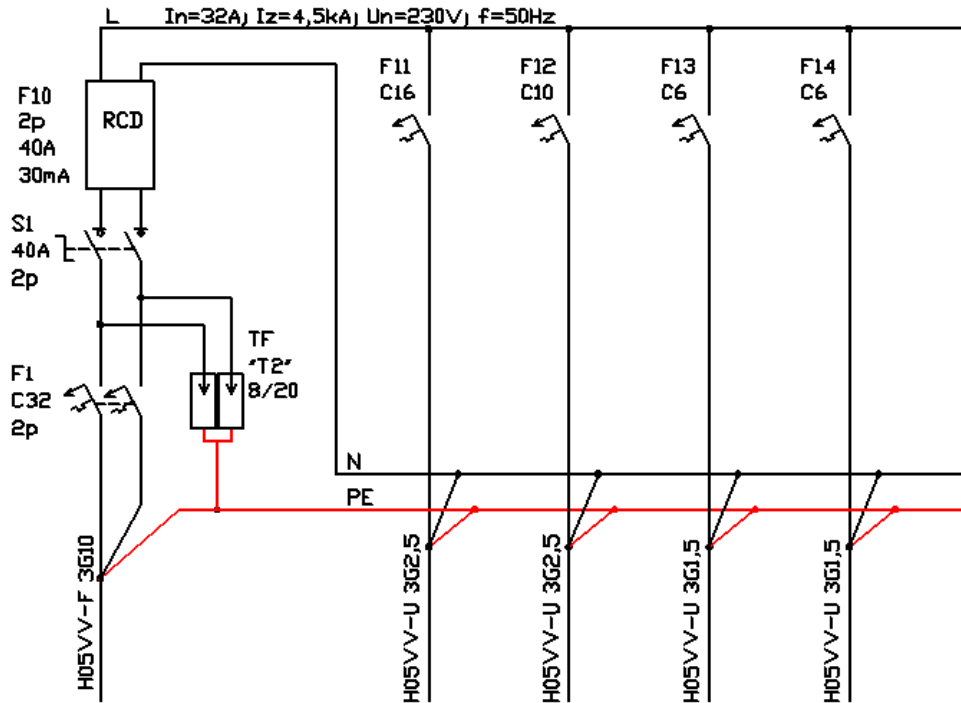 L
In=32A; Iz=4,5kA; Un=230V; f=50Hz
F10
2p
40A
30mA
RCD
F11
C16
F12
C10
F13
C6
F14
C6
S1
40A
2p
TF
"T2"
8/20
F1
C32
2p
N
PE
H05VV-F 3G10
H05VV-U 3G2,5
H05VV-U 3G2,5
H05VV-U 3G1,5
H05VV-U 3G1,5